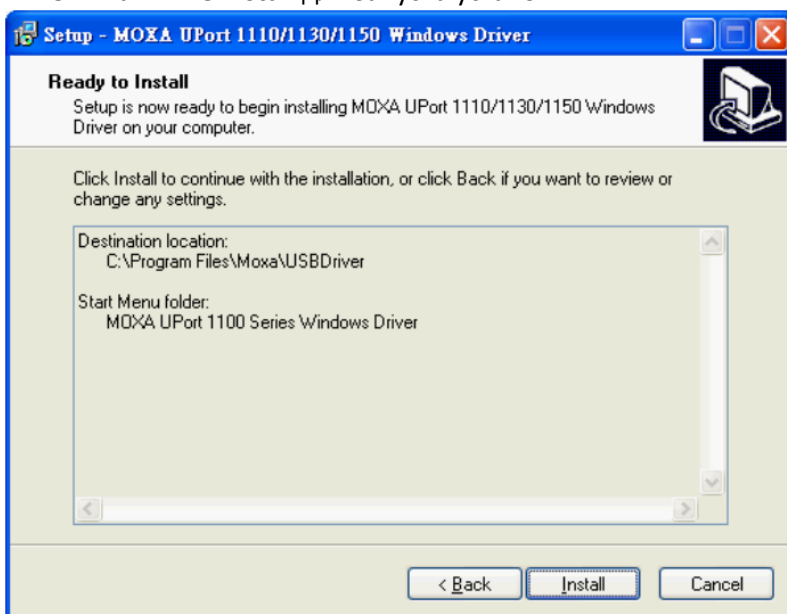 Setup - MOXA UPort 1110/1130/1150 Windows Driver
Ready to Install
Setup is now ready to begin installing MOXA UPort 1110/1130/1150 Windows
Driver on your computer.
Click Install to continue with the installation, or click Back if you want to review or
change any settings.
Destination location:
C:\Program Files\Moxa\USBDriver
Start Menu folder:
MOXA UPort 1100 Series Windows Driver
< Back
Install
Cancel